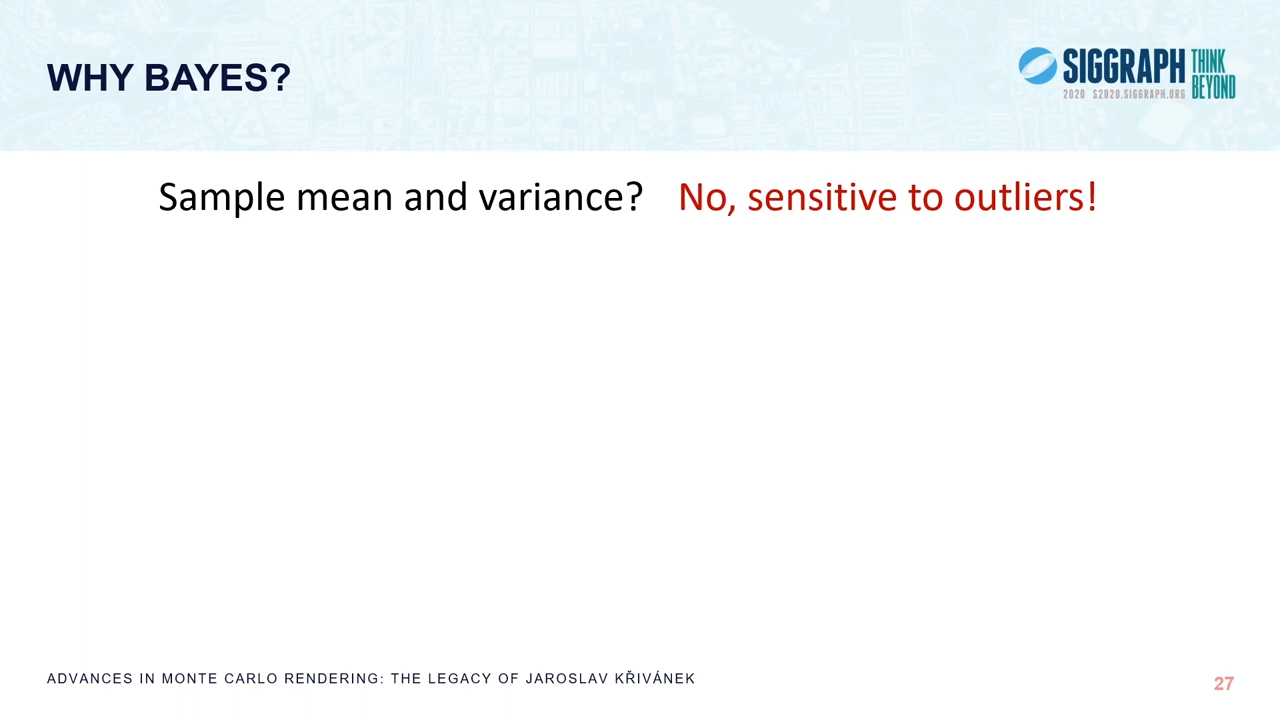 WHY BAYES?
SIGGRAPH THINK BEYOND
2020 S2020.SIGGRAPH.ORG
Sample mean and variance? No, sensitive to outliers!
ADVANCES IN MONTE CARLO RENDERING: THE LEGACY OF JAROSLAV KŘIVÁNEK
27